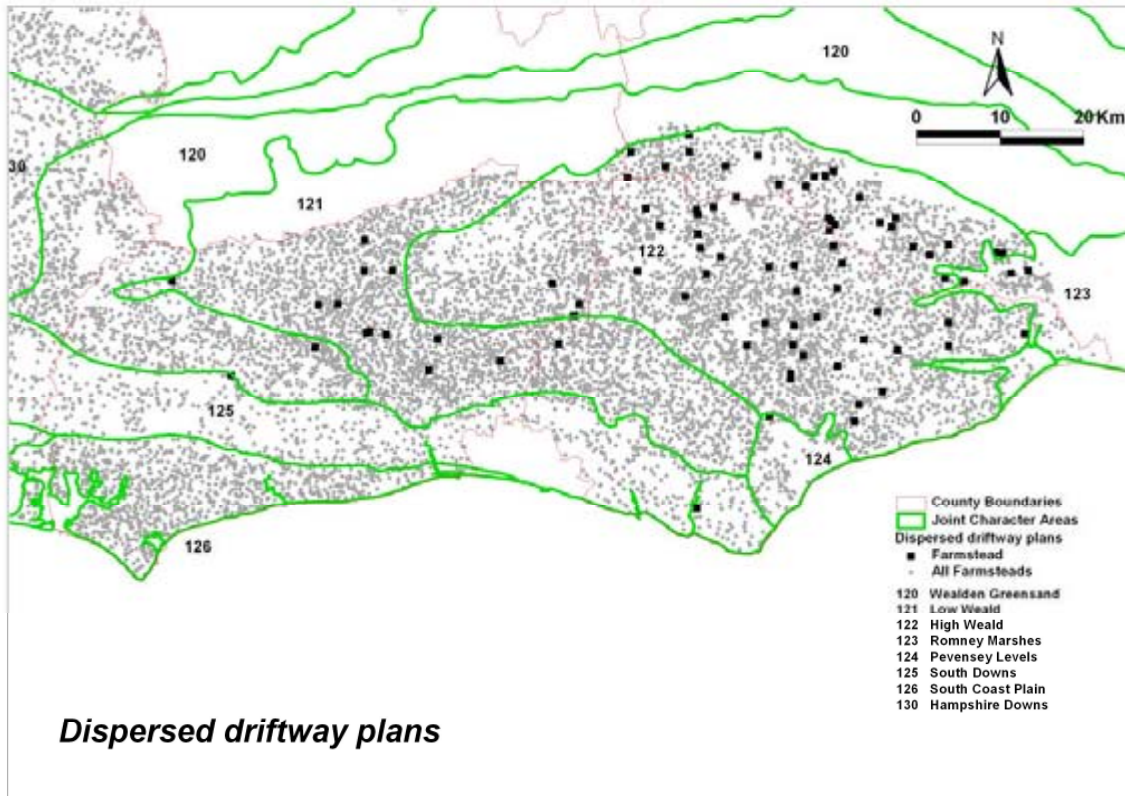 120
N
0 10 20 Km
120
30
121
122
123
125
124
126
County Boundaries
Joint Character Areas
Dispersed driftway plans
Farmstead
All Farmsteads
120 Wealden Greensand
121 Low Weald
122 High Weald
123 Romney Marshes
124 Pevensey Levels
125 South Downs
126 South Coast Plain
130 Hampshire Downs
Dispersed driftway plans